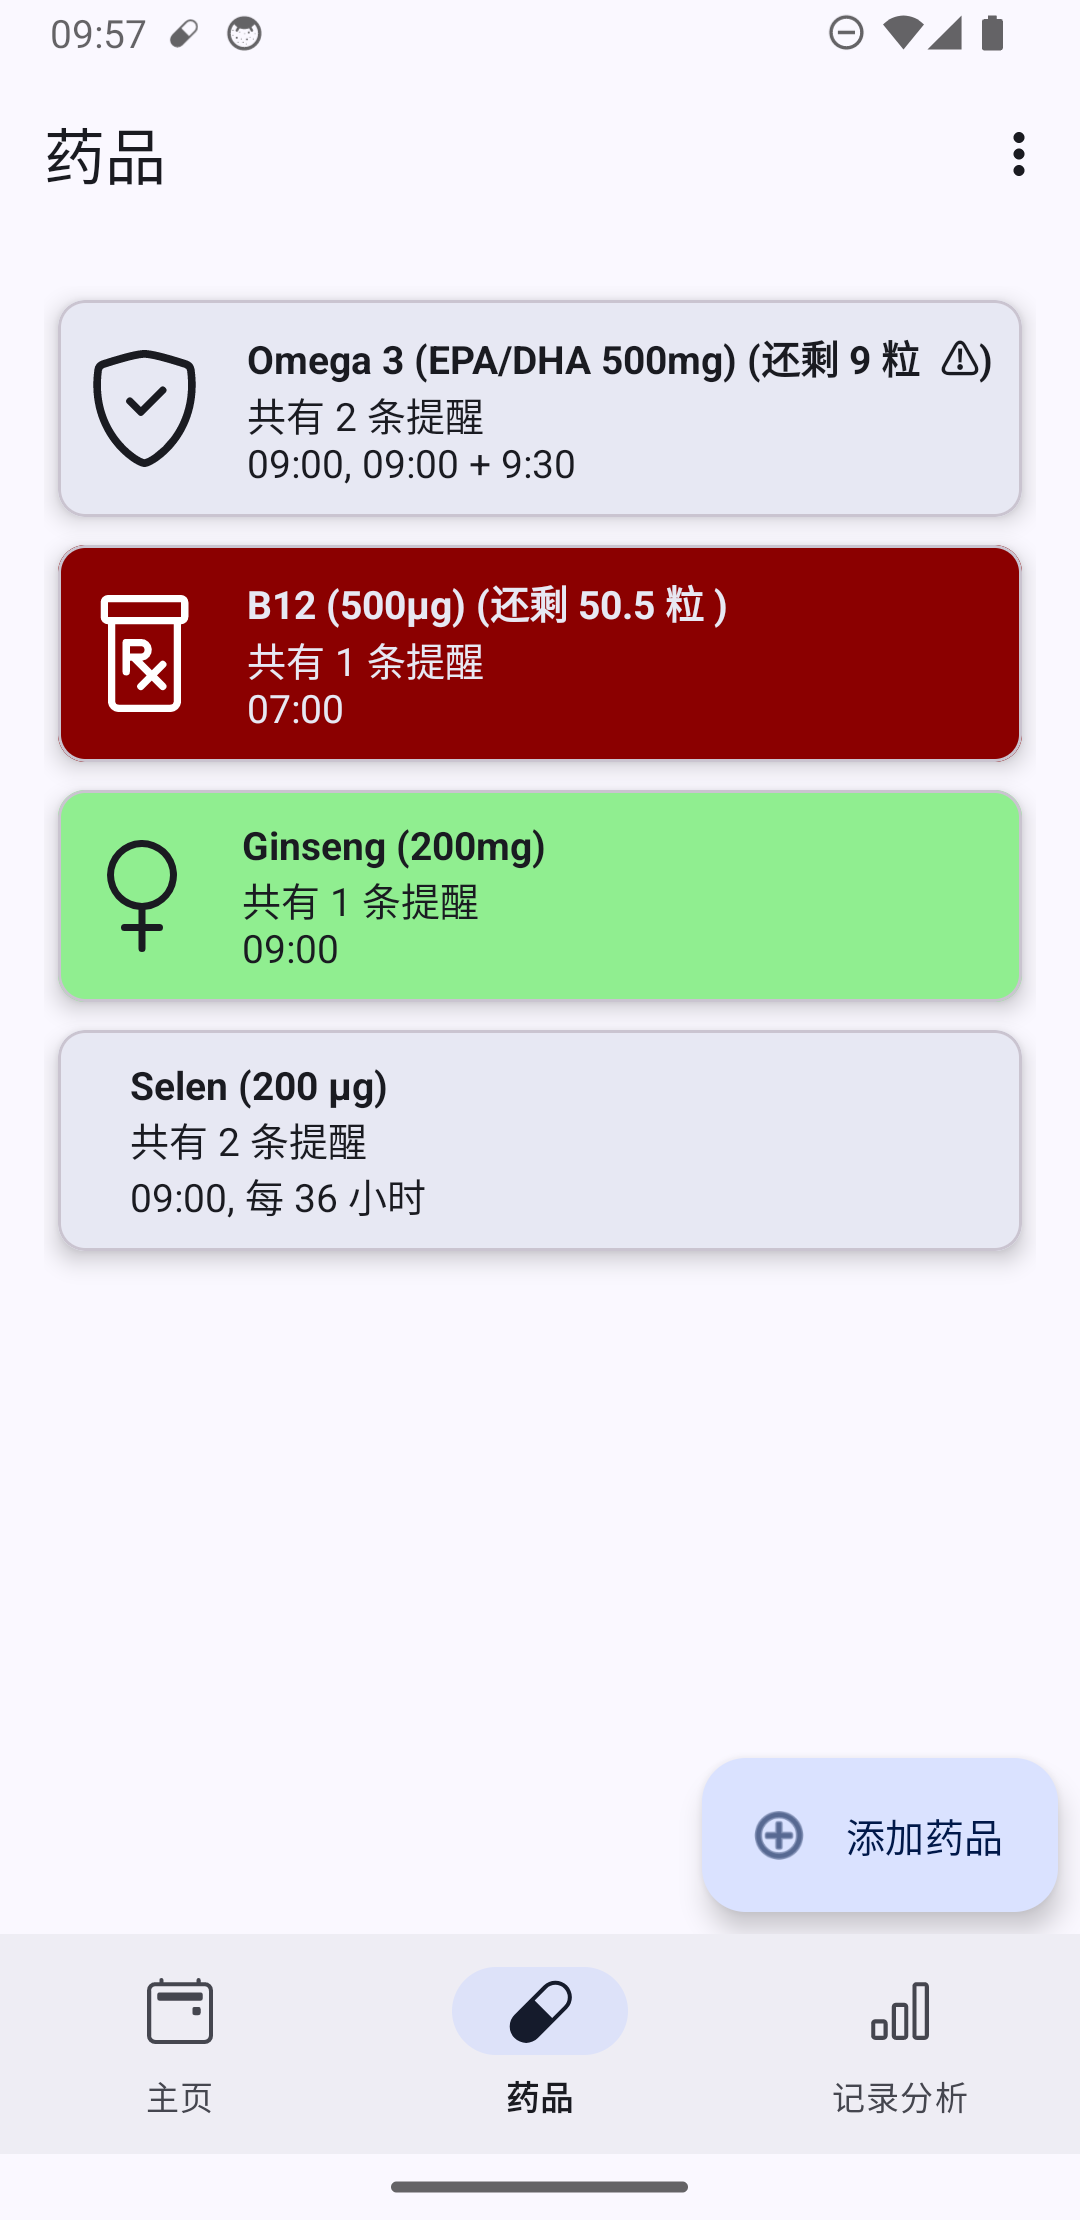 09:57
药品
Omega 3 (EPA/DHA 500mg) (还剩 9 粒 ⚠)
共有 2 条提醒
09:00, 09:00 + 9:30
B12 (500µg) (还剩 50.5 粒 )
共有 1 条提醒
07:00
Ginseng (200mg)
共有 1 条提醒
09:00
Selen (200 µg)
共有 2 条提醒
09:00, 每 36 小时
添加药品
主页
药品
记录分析